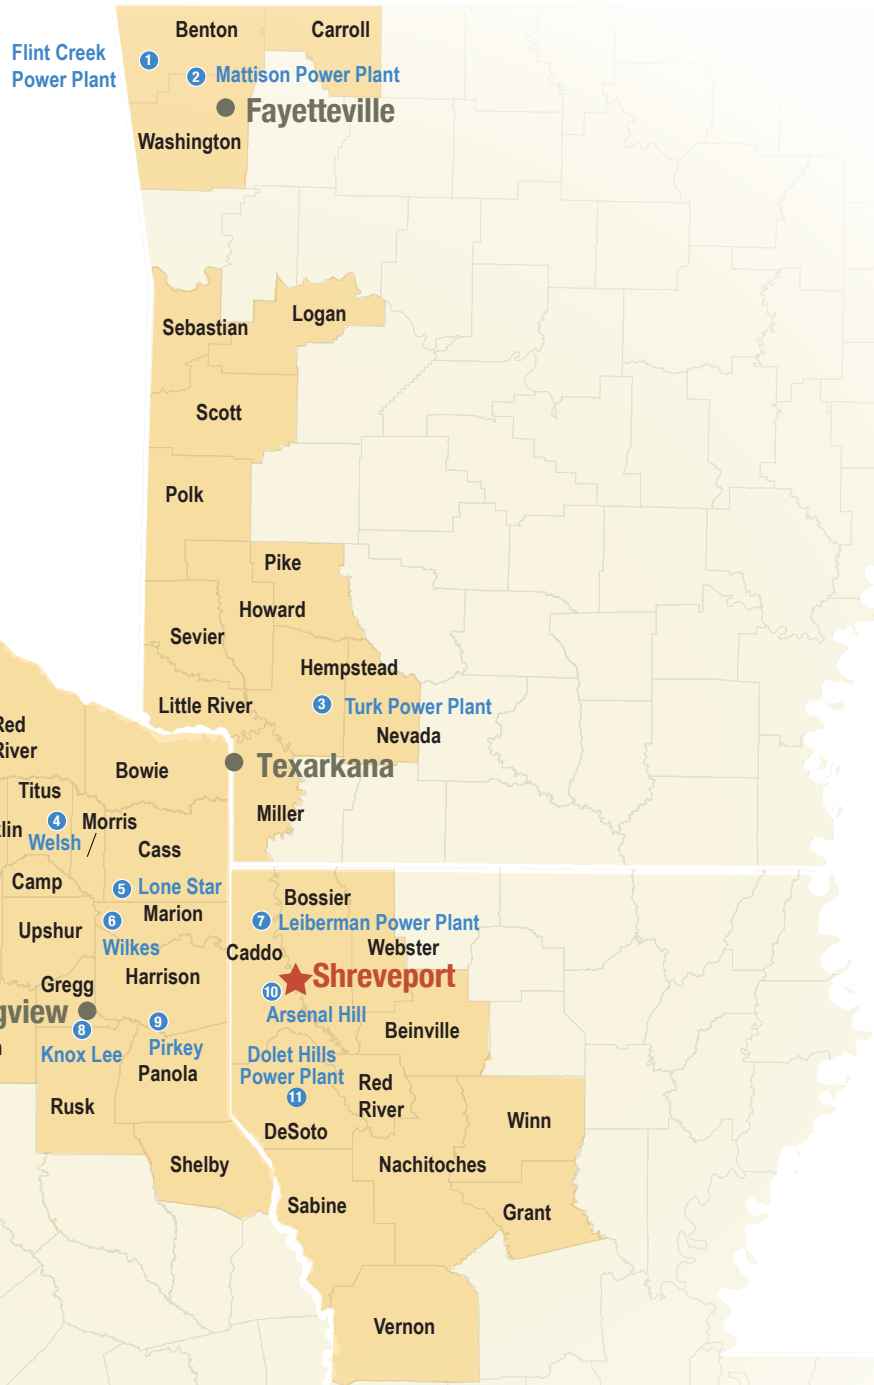 Benton
Carroll
Flint Creek
Power Plant
1
2
Mattison Power Plant
Fayetteville
Washington
Logan
Sebastian
Scott
Polk
Pike
Howard
Sevier
Hempstead
Little River
3
Turk Power Plant
Red
River
Nevada
Bowie
Texarkana
Titus
4
Morris
Miller
lin
Welsh
Cass
Camp
5
Lone Star
Bossier
Marion
6
7
Leiberman Power Plant
Upshur
Wilkes
Caddo
Webster
Harrison
Shreveport
Gregg
10
gview
Arsenal Hill
9
8
Beinville
Knox Lee
Pirkey
Dolet Hills
Power Plant
Panola
Red
River
11
Rusk
Winn
DeSoto
Shelby
Nachitoches
Sabine
Grant
Vernon